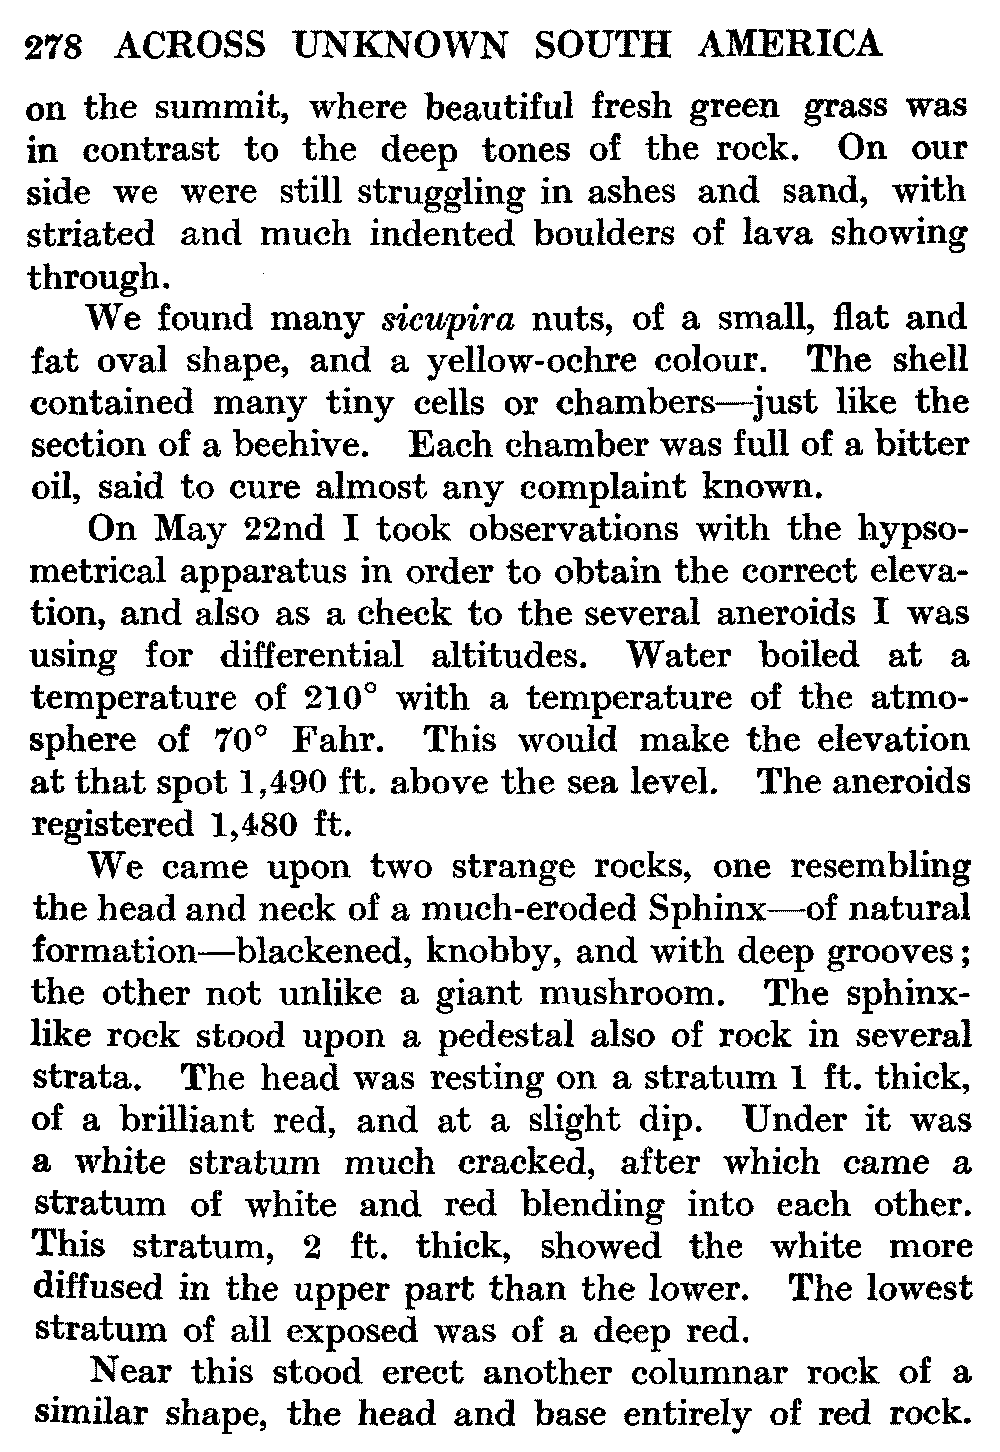 278 ACROSS UNKNOWN SOUTH AMERICA
on the summit, where beautiful fresh green grass was
in contrast to the deep tones of the rock. On our
side we were still struggling in ashes and sand, with
striated and much indented boulders of lava showing
through.
We found many sicupira nuts, of a small, flat and
fat oval shape, and a yellow-ochre colour. The shell
contained many tiny cells or chambers—just like the
section of a beehive. Each chamber was full of a bitter
oil, said to cure almost any complaint known.
On May 22nd I took observations with the hypso-
metrical apparatus in order to obtain the correct eleva-
tion, and also as a check to the several aneroids I was
using for differential altitudes. Water boiled at a
temperature of 210° with a temperature of the atmo-
sphere of 70° Fahr. This would make the elevation
at that spot 1,490 ft. above the sea level. The aneroids
registered 1,480 ft.
We came upon two strange rocks, one resembling
the head and neck of a much-eroded Sphinx—of natural
formation—blackened, knobby, and with deep grooves;
the other not unlike a giant mushroom. The sphinx-
like rock stood upon a pedestal also of rock in several
strata. The head was resting on a stratum 1 ft. thick,
of a brilliant red, and at a slight dip. Under it was
a white stratum much cracked, after which came a
stratum of white and red blending into each other.
This stratum, 2 ft. thick, showed the white more
diffused in the upper part than the lower. The lowest
stratum of all exposed was of a deep red.
Near this stood erect another columnar rock of a
similar shape, the head and base entirely of red rock.